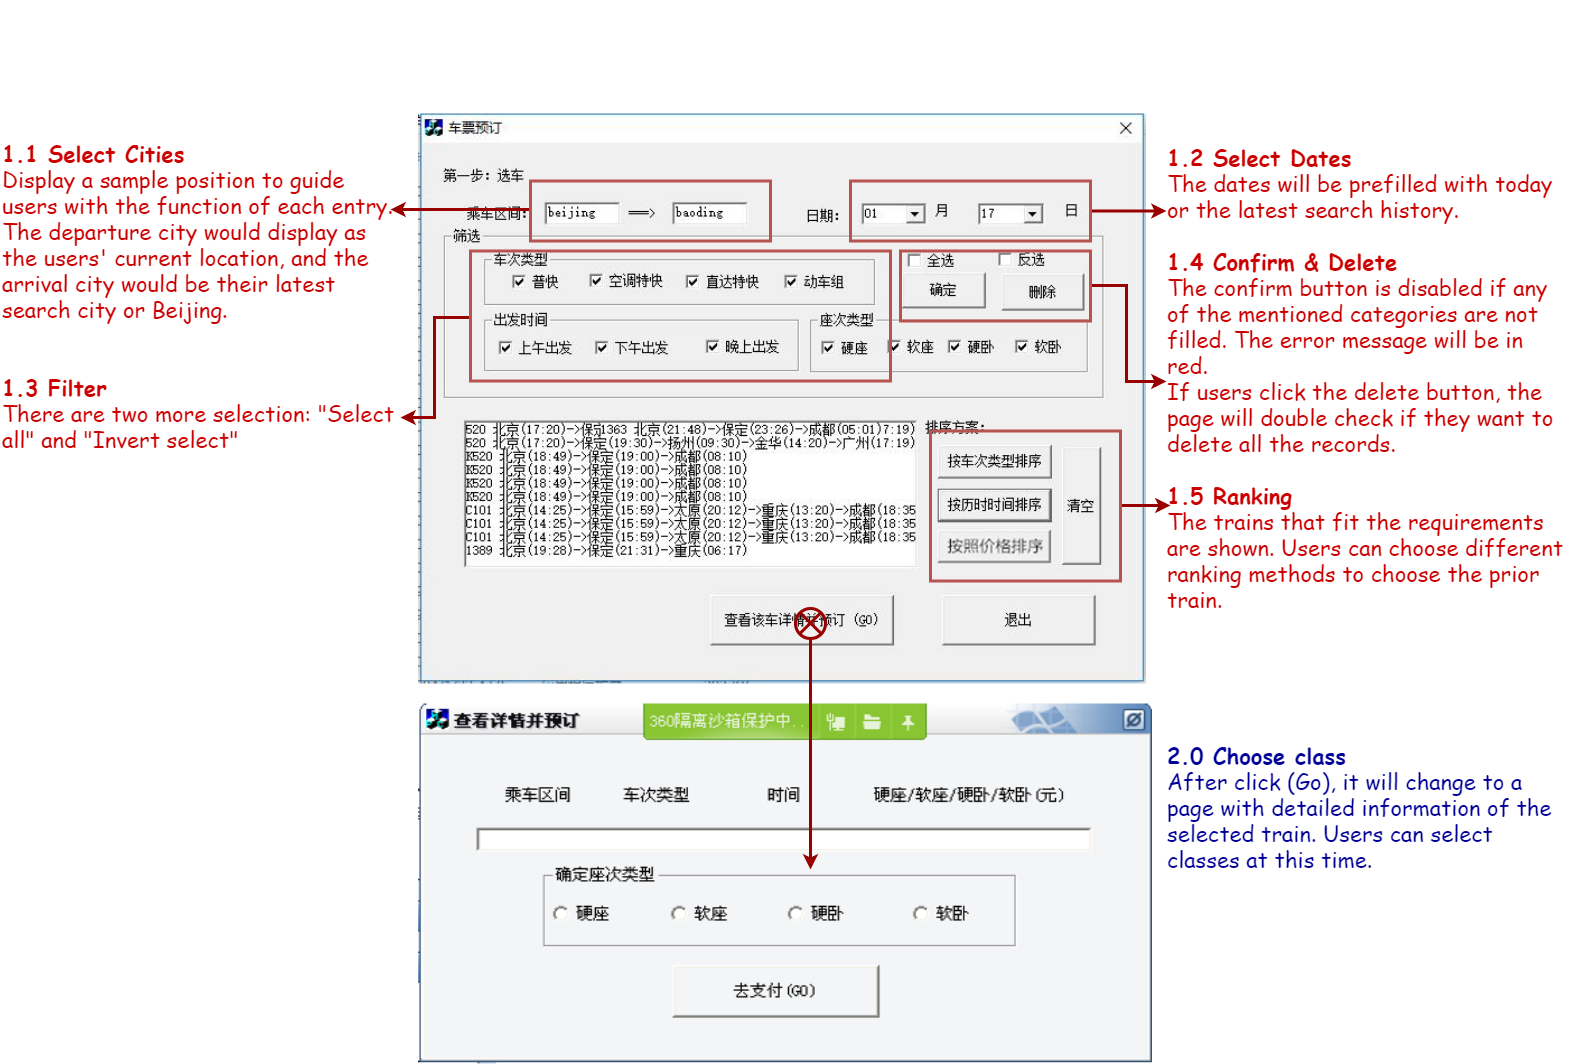 车票预订
1.1 Select Cities
Display a sample position to guide
users with the function of each entry.
The departure city would display as
the users' current location, and the
arrival city would be their latest
search city or Beijing.
1.3 Filter
There are two more selection: "Select
all" and "Invert select"
第一步: 选车
乘车区间: beijing ==> baoding 日期: 01 月 17 日
筛选
车次类型
普快 空调特快 直达特快 动车组
全选 反选
确定 删除
出发时间
上午出发 下午出发 晚上出发
座次类型
硬座 软座 硬卧 软卧
520 北京(17:20)->保定1363 北京(21:48)->保定(23:26)->成都(05:01)7:19)
520 北京(17:20)->保定(19:30)->扬州(09:30)->金华(14:20)->广州(17:19)
K520 北京(18:49)->保定(19:00)->成都(08:10)
K520 北京(18:49)->保定(19:00)->成都(08:10)
K520 北京(18:49)->保定(19:00)->成都(08:10)
K520 北京(18:49)->保定(19:00)->成都(08:10)
C101 北京(14:25)->保定(15:59)->太原(20:12)->重庆(13:20)->成都(18:35
C101 北京(14:25)->保定(15:59)->太原(20:12)->重庆(13:20)->成都(18:35
C101 北京(14:25)->保定(15:59)->太原(20:12)->重庆(13:20)->成都(18:35
1389 北京(19:28)->保定(21:31)->重庆(06:17)
排序方案:
按车次类型排序
按历时时间排序
按照价格排序
清空
查看该车详情并预订 (GO)
退出
1.2 Select Dates
The dates will be prefilled with today
or the latest search history.
1.4 Confirm & Delete
The confirm button is disabled if any
of the mentioned categories are not
filled. The error message will be in
red.
If users click the delete button, the
page will double check if they want to
delete all the records.
1.5 Ranking
The trains that fit the requirements
are shown. Users can choose different
ranking methods to choose the prior
train.
查看详情并预订
360隔离沙箱保护中..
乘车区间 车次类型 时间 硬座/软座/硬卧/软卧(元)
确定座次类型
硬座 软座 硬卧 软卧
去支付(GO)
2.0 Choose class
After click (Go), it will change to a
page with detailed information of the
selected train. Users can select
classes at this time.